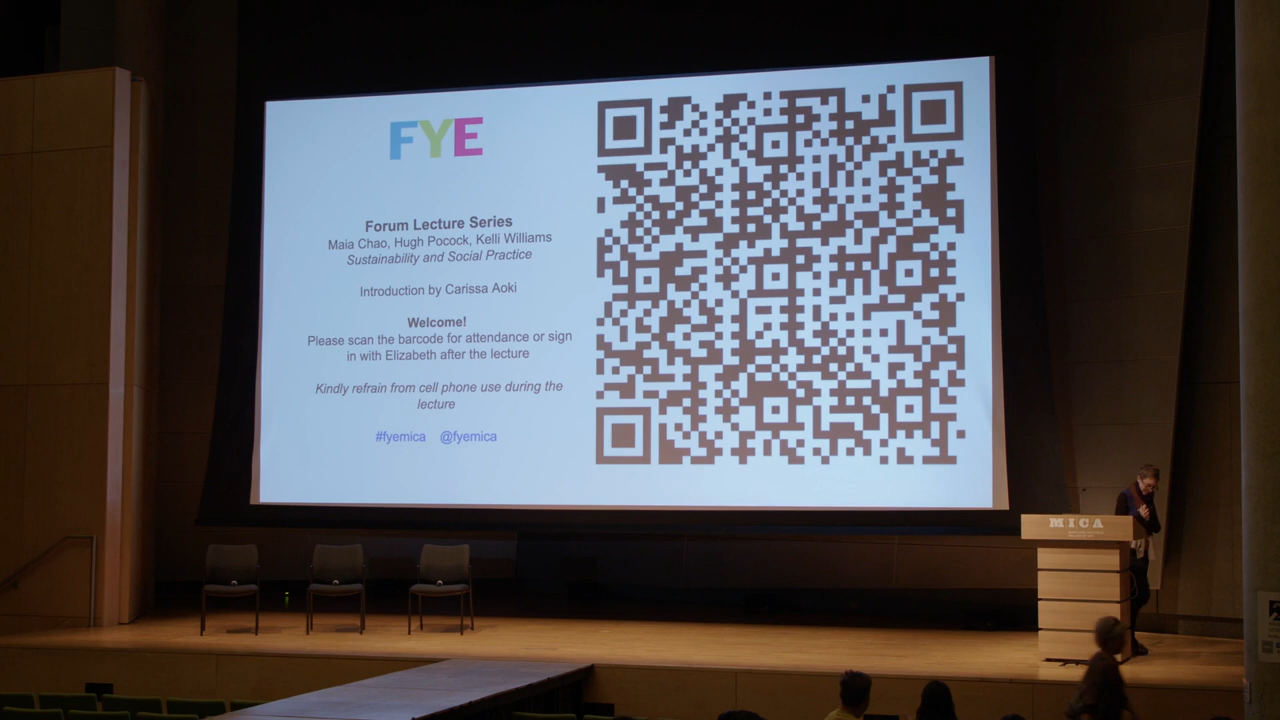 FYE
Forum Lecture Series
Maia Chao, Hugh Pocock, Kelli Williams
Sustainability and Social Practice
Introduction by Carissa Aoki
Welcome!
Please scan the barcode for attendance or sign
in with Elizabeth after the lecture
Kindly refrain from cell phone use during the
lecture
#fyemica @fyemica
MICA